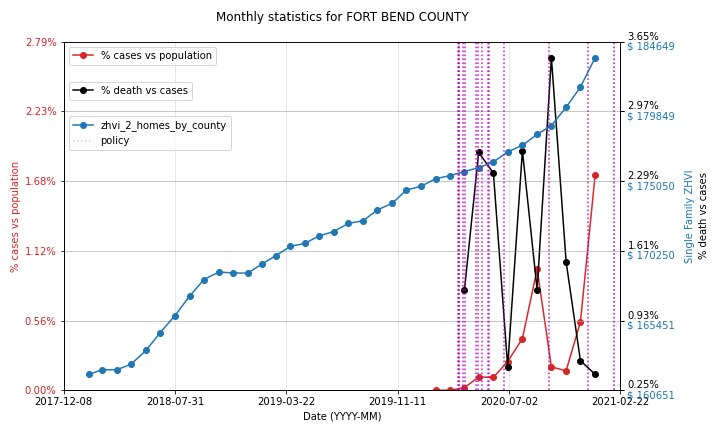 Monthly statistics for FORT BEND COUNTY
2.79%
2.23%
1.68%
1.12%
0.56%
0.00%
% cases vs population
% cases vs population
% death vs cases
zhvi_2_homes_by_county
policy
3.65%
$ 184649
2.97%
$ 179849
2.29%
$ 175050
1.61%
$ 170250
0.93%
$ 165451
0.25%
$ 160651
Single Family ZHVI
% death vs cases
2017-12-08
2018-07-31
2019-03-22
2019-11-11
2020-07-02
2021-02-22
Date (YYYY-MM)